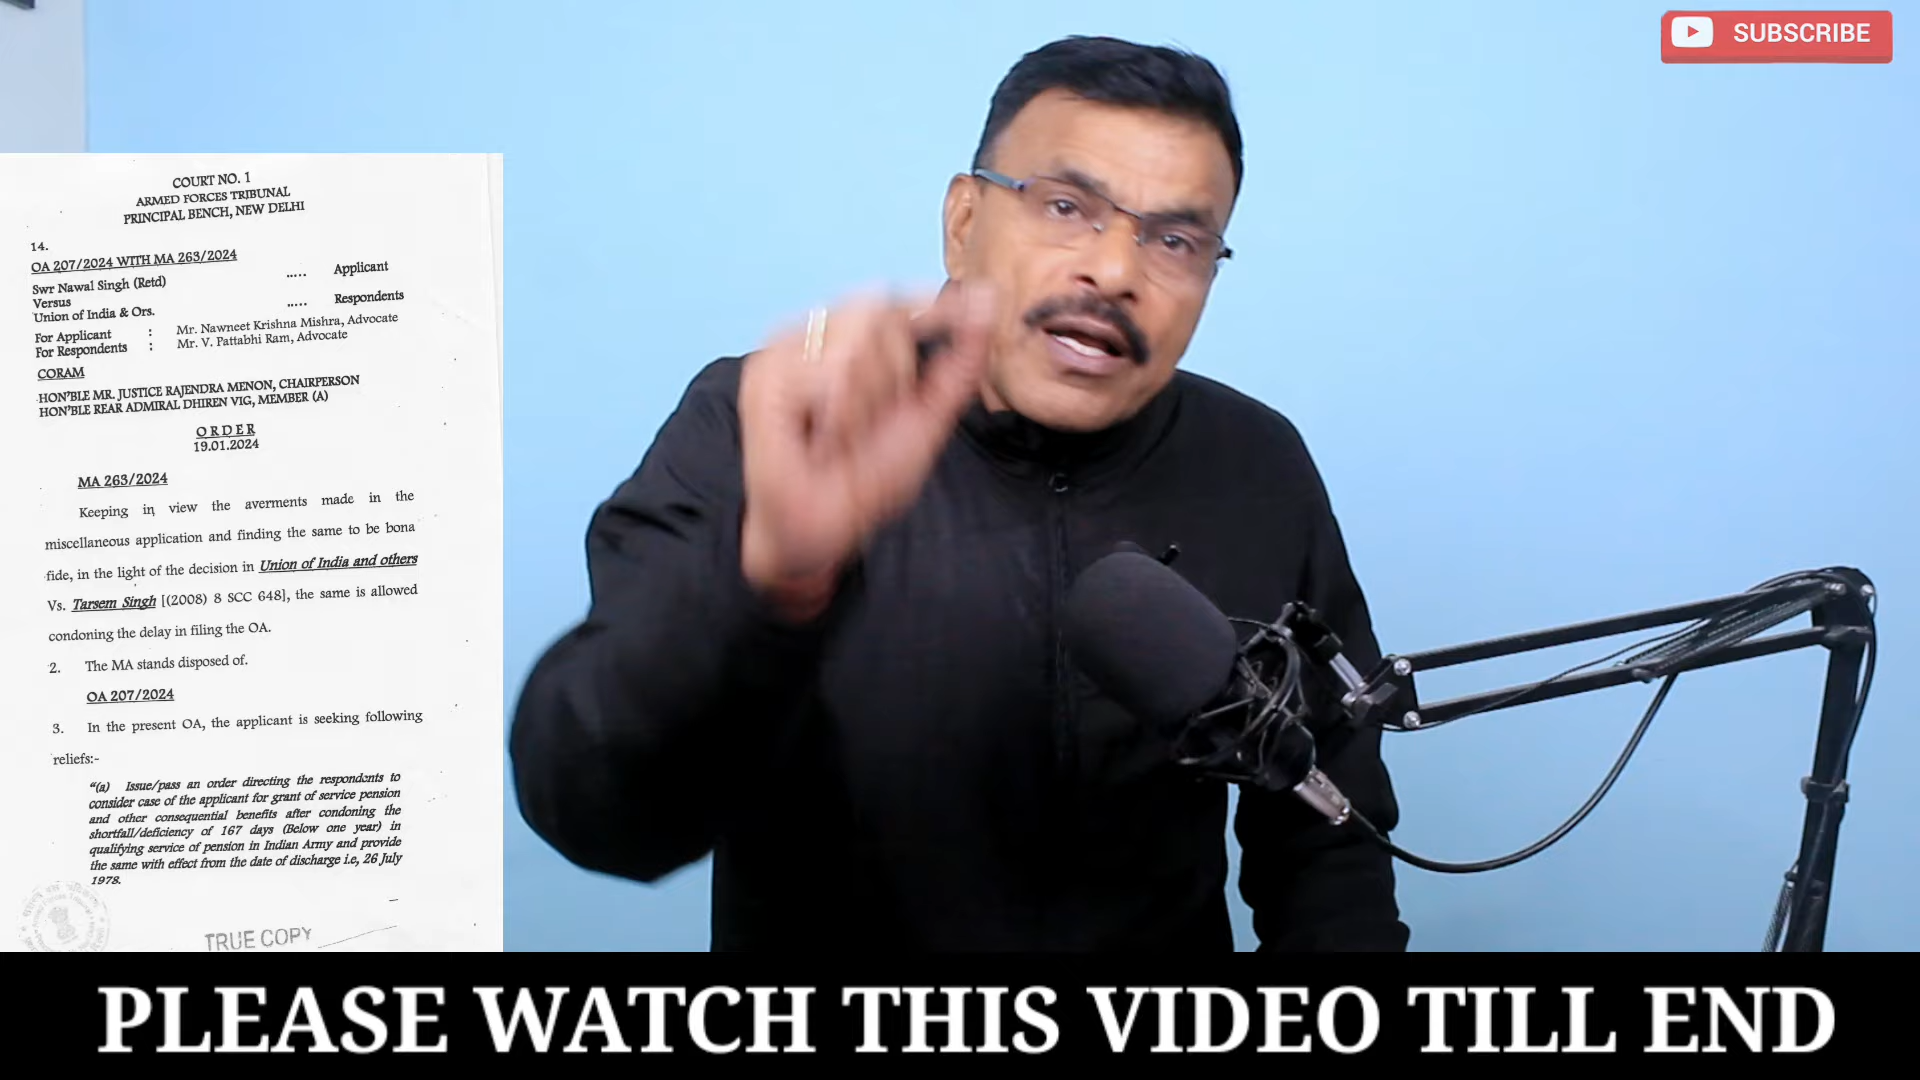 SUBSCRIBE
COURT NO. 1
ARMED FORCES TRIBUNAL
PRINCIPAL BENCH, NEW DELHI
14.
OA 207/2024 WITH MA 263/2024
Swr Nawal Singh (Retd) ..... Applicant
Versus
Union of India & Ors. ..... Respondents
For Applicant : Mr. Nawneet Krishna Mishra, Advocate
For Respondents : Mr. V. Pattabhi Ram, Advocate
CORAM
HON'BLE MR. JUSTICE RAJENDRA MENON, CHAIRPERSON
HON'BLE REAR ADMIRAL DHIREN VIG, MEMBER (A)
ORDER
19.01.2024
MA 263/2024
Keeping in view the averments made in the
miscellaneous application and finding the same to be bona
fide, in the light of the decision in Union of India and others
Vs. Tarsem Singh [(2008) 8 SCC 648], the same is allowed
condoning the delay in filing the OA.
2. The MA stands disposed of.
OA 207/2024
3. In the present OA, the applicant is seeking following
reliefs:-
"(a) Issue/pass an order directing the respondents to
consider case of the applicant for grant of service pension
and other consequential benefits after condoning the
shortfall/deficiency of 167 days (Below one year) in
qualifying service of pension in Indian Army and provide
the same with effect from the date of discharge i.e, 26 July
1978.
TRUE COPY
PLEASE WATCH THIS VIDEO TILL END